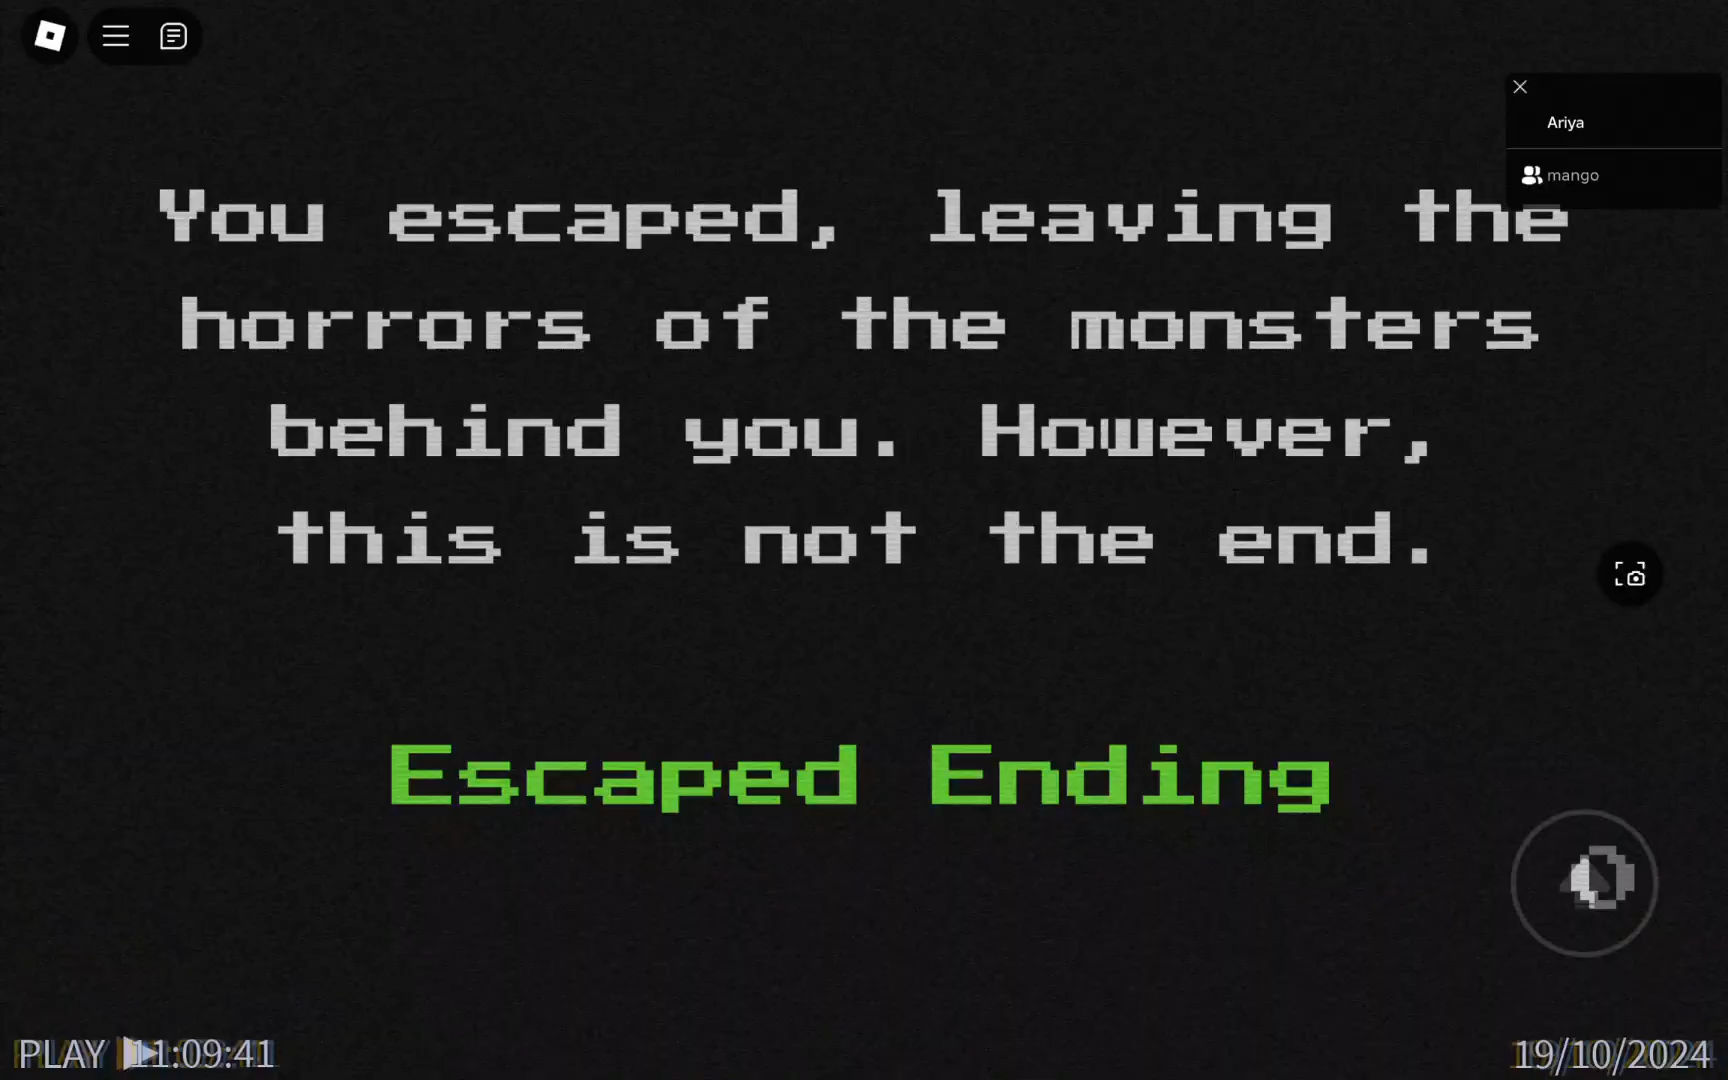 Ariya
mango
You escaped, leaving the
horrors of the monsters
behind you. However,
this is not the end.
Escaped Ending
PLAY 11:09:41
19/10/2024